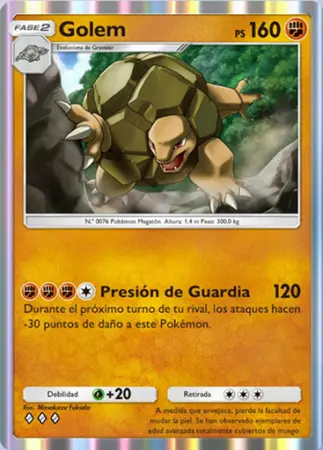 FASE 2 Golem PS 160
Evoluciona de Graveler
N.º 0076 Pokémon Megatón Altura: 1.4 m Peso: 300,0 kg
Presión de Guardia 120
Durante el próximo turno de tu rival, los ataques hacen
-30 puntos de daño a este Pokémon.
Debilidad +20 Retirada
Ilus. Minahamu Fukuda
A medida que envejece, pierde la facultad de
mudar la piel. Se han observado ejemplares de
edad avanzada totalmente cubiertos de musgo.